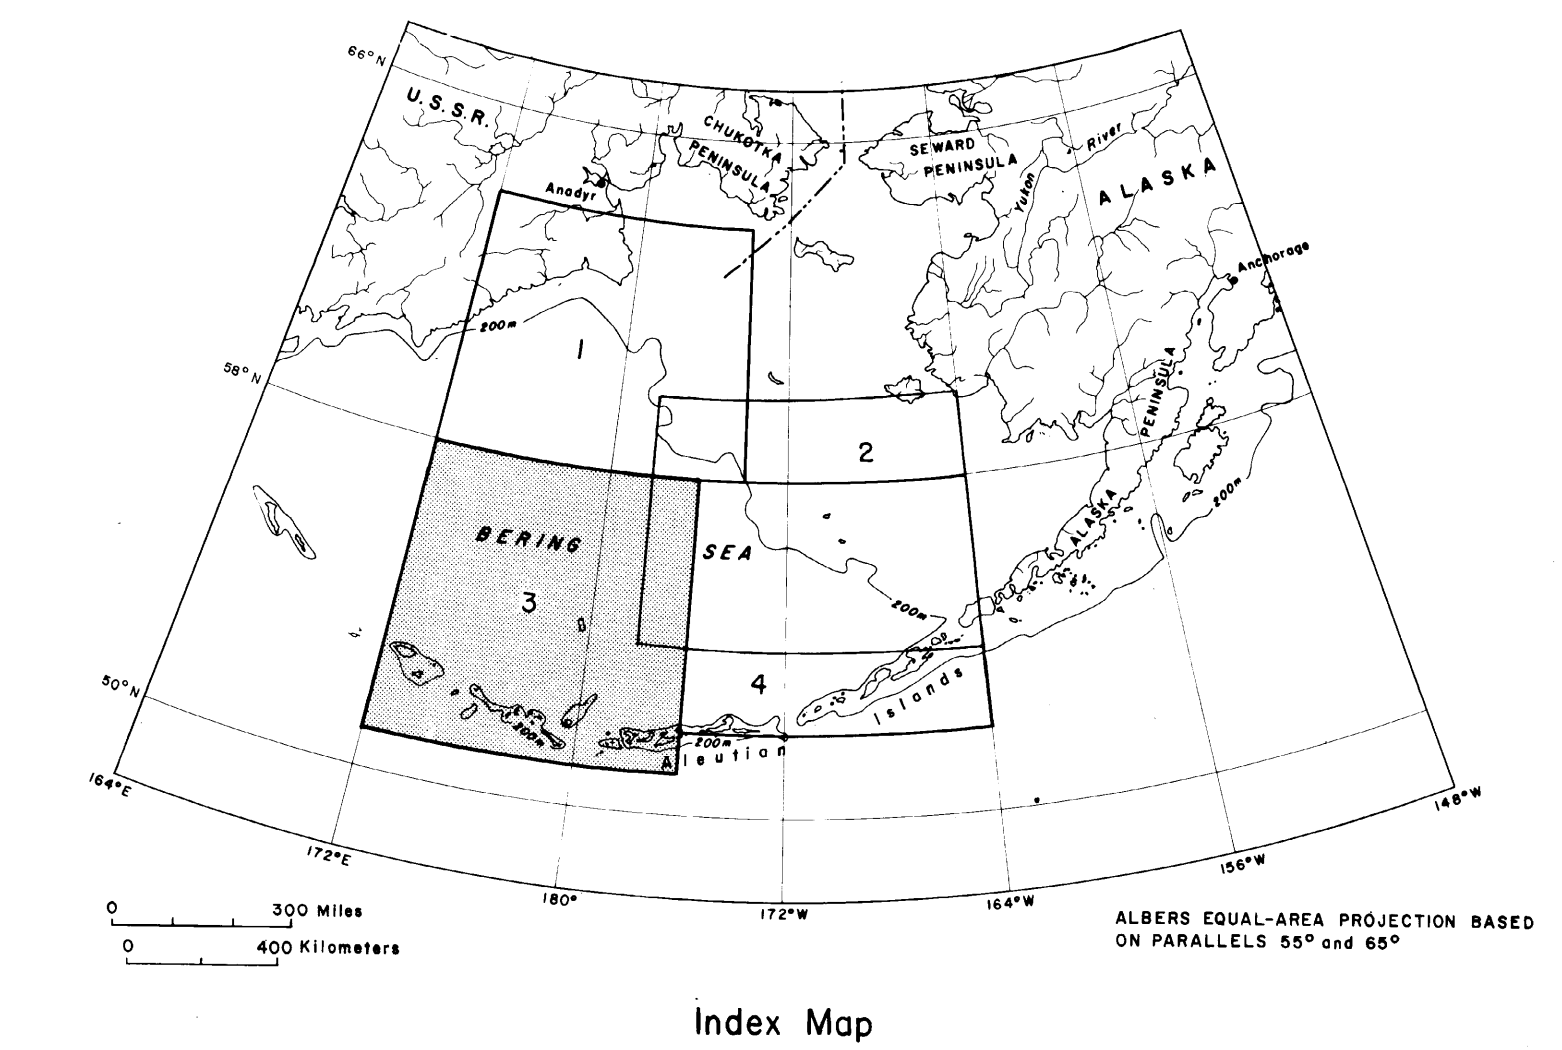 66°N
U.S.S.R.
CHUKOTKA
PENINSULA
SEWARD
PENINSULA
River
Yukon
ALASKA
Anadyr
Anchorage
200m
1
58°N
2
PENINSULA
ALASKA
200m
BERING
SEA
3
200m
50°N
4
Islands
200m
200m
Aleutian
164°E
172°E
180°
172°W
164°W
156°W
148°W
0 300 Miles
0 400 Kilometers
ALBERS EQUAL-AREA PROJECTION BASED
ON PARALLELS 55° and 65°
Index Map